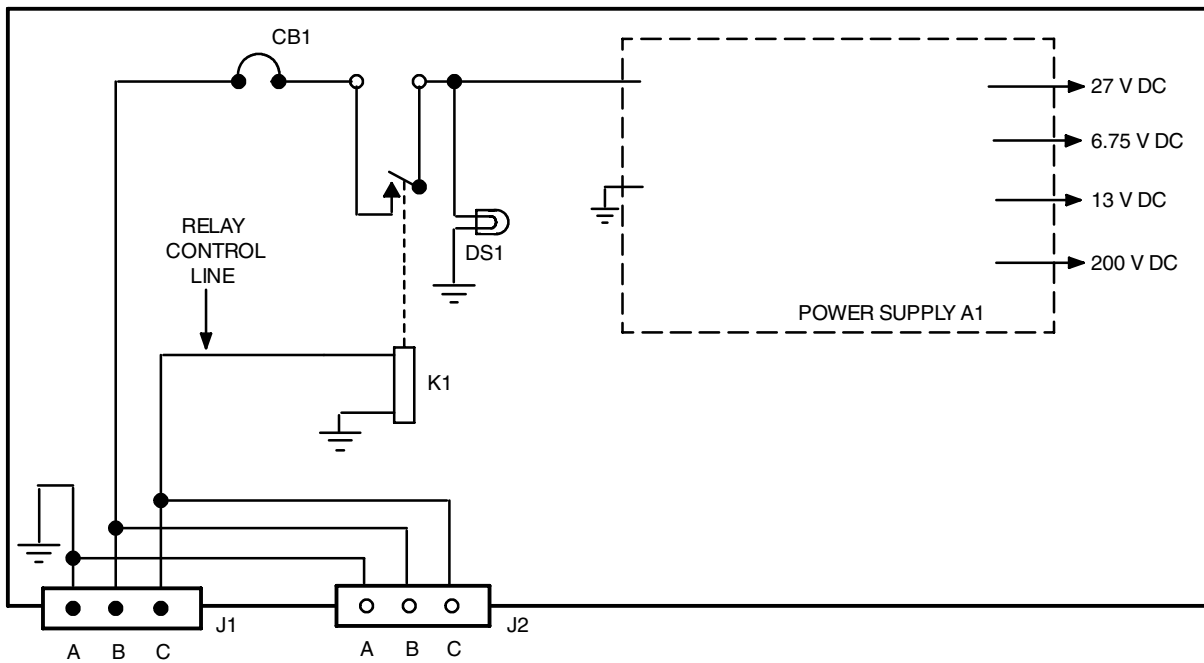 CB1
27 V DC
6.75 V DC
13 V DC
200 V DC
RELAY
CONTROL
LINE
DS1
POWER SUPPLY A1
K1
J1
J2
A B C
A B C